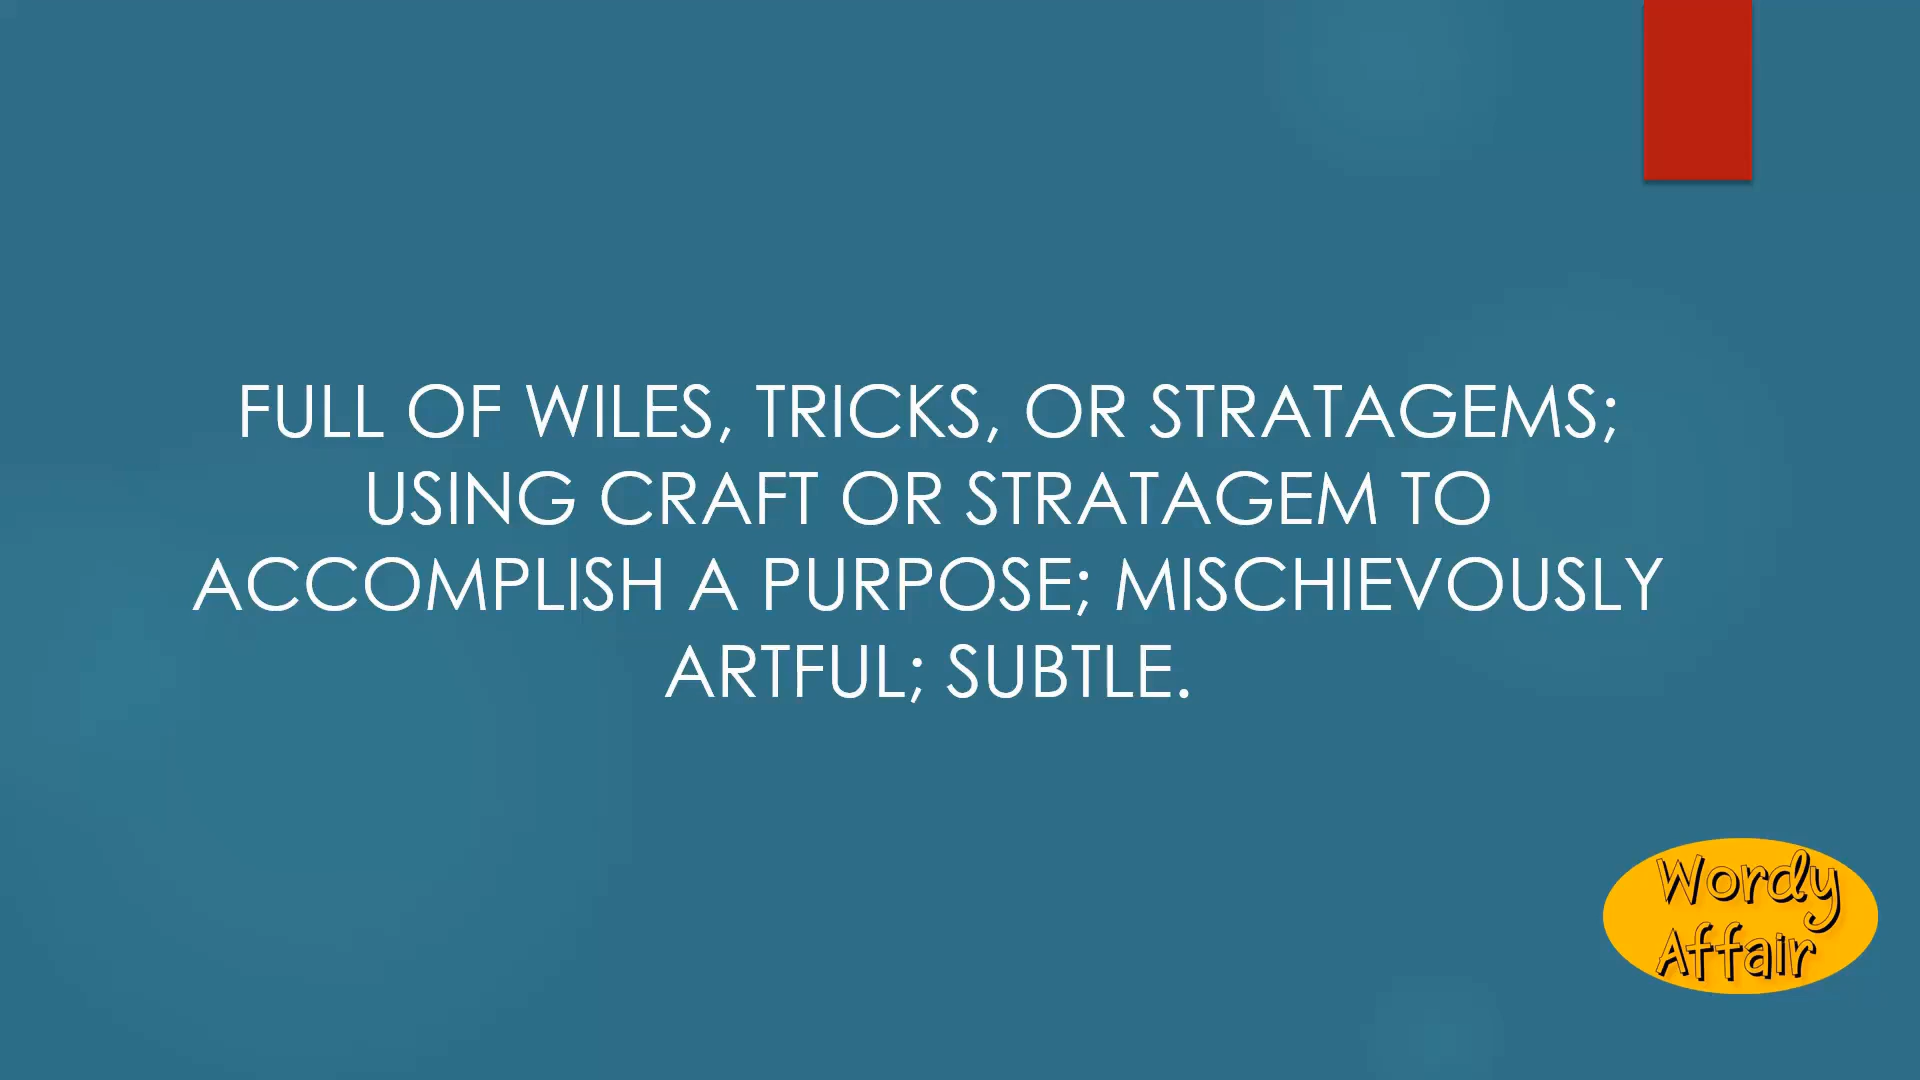 FULL OF WILES, TRICKS, OR STRATAGEMS;
USING CRAFT OR STRATAGEM TO
ACCOMPLISH A PURPOSE; MISCHIEVOUSLY
ARTFUL; SUBTLE.
Wordy
Affair